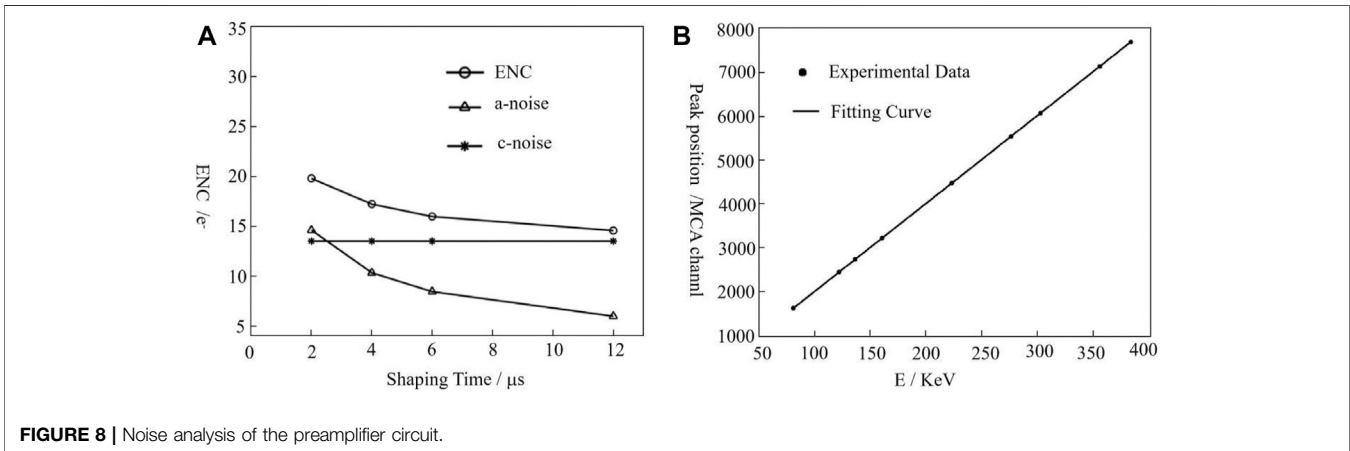 A
35
30
25
20
15
10
5
0
2
4
6
8
10
12
ENC /e-
Shaping Time / μs
ENC
a-noise
c-noise
B
8000
7000
6000
5000
4000
3000
2000
1000
50
100
150
200
250
300
350
400
Peak position /MCA channl
E / KeV
Experimental Data
Fitting Curve
FIGURE 8 | Noise analysis of the preamplifier circuit.